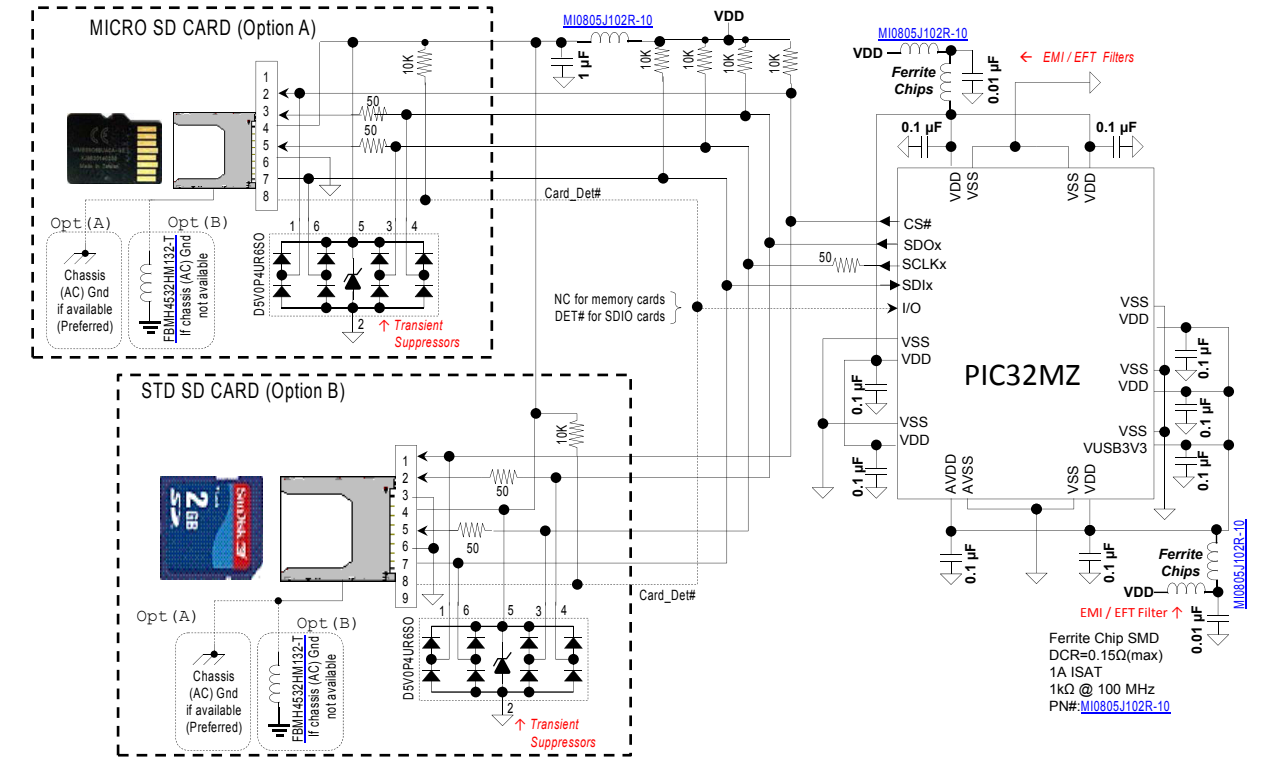 MICRO SD CARD (Option A)
1
2
3
4
5
6
7
8
50
50
10K
1 µF
MI0805J102R-10
VDD
10K
10K
10K
10K
Card_Det#
Opt(A)
Opt(B)
Chassis
(AC) Gnd
if available
(Preferred)
FBMH4532HM132-T
If chassis (AC) Gnd
not available
D5V0P4UR6SO
1 6 5 3 4
2
↑ Transient
Suppressors
STD SD CARD (Option B)
10K
1
2
3
4
5
6
7
8
9
50
50
SanDisk
2
GB
Card_Det#
Opt(A)
Opt(B)
Chassis
(AC) Gnd
if available
(Preferred)
FBMH4532HM132-T
If chassis (AC) Gnd
not available
D5V0P4UR6SO
1 6 5 3 4
2
↑ Transient
Suppressors
MI0805J102R-10
VDD
Ferrite
Chips
0.01 µF
← EMI / EFT Filters
0.1 µF
0.1 µF
VDD
VSS
VSS
VDD
CS#
SDOx
SCLKx
SDIx
I/O
50
NC for memory cards
DET# for SDIO cards
VSS
VDD
0.1 µF
VSS
VDD
0.1 µF
PIC32MZ
VSS
VDD
0.1 µF
VSS
VDD
0.1 µF
VSS
VUSB3V3
0.1 µF
AVDD
AVSS
VSS
VDD
0.1 µF
0.1 µF
Ferrite
Chips
MI0805J102R-10
VDD
EMI / EFT Filter ↑
0.01 µF
Ferrite Chip SMD
DCR=0.15Ω(max)
1A ISAT
1kΩ @ 100 MHz
PN#:MI0805J102R-10